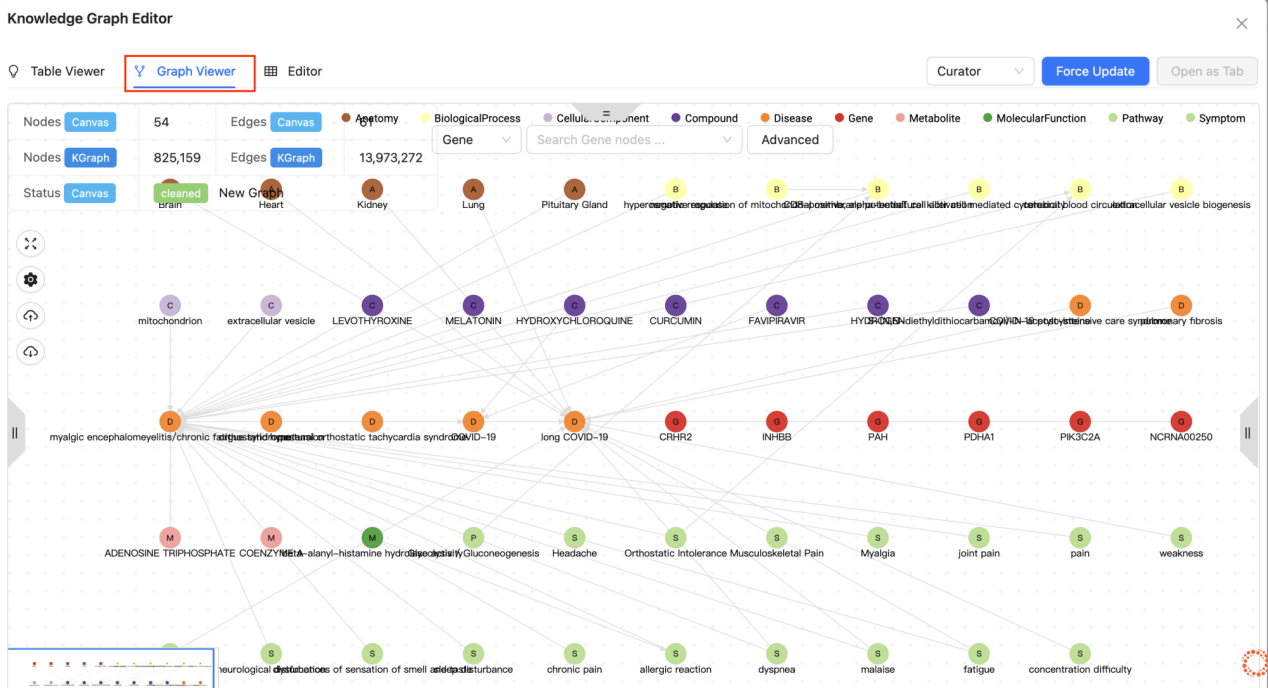 Knowledge Graph Editor
Table Viewer Graph Viewer Editor Curator Force Update Open as Tab
Nodes Canvas 54 Edges Canvas 61 Anatomy BiologicalProcess CellularComponent Compound Disease Gene Metabolite MolecularFunction Pathway Symptom
Gene Search Gene nodes ... Advanced
Nodes KGraph 825,159 Edges KGraph 13,973,272
Status Canvas cleaned New Graph
A A A A A B B B B B B
Brain Heart Kidney Lung Pituitary Gland extracellular vesicle biogenesis
C C C C C C C C C D D
mitochondrion extracellular vesicle LEVOTHYROXINE MELATONIN HYDROXYCHLOROQUINE CURCUMIN FAVIPIRAVIR pulmonary fibrosis
D D D D D G G G G G G
myalgic encephalomeyelitis/chronic fatigue syndrome postural orthostatic tachycardia syndrome COVID-19 long COVID-19 CRHR2 INHBB PAH PDHA1 PIK3C2A NCRNA00250
M M M P S S S S S S S
ADENOSINE TRIPHOSPHATE COENZYME A Glycolysis / Gluconeogenesis Headache Orthostatic Intolerance Musculoskeletal Pain Myalgia joint pain pain weakness
S S S S S S S S S
neurological sleep disturbance chronic pain allergic reaction dyspnea malaise fatigue concentration difficulty